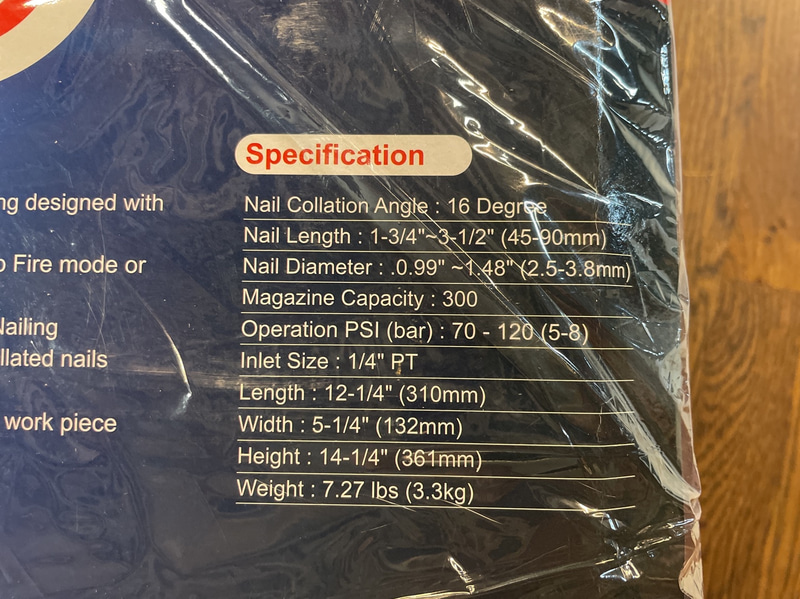 Specification
ng designed with
o Fire mode or
Nailing
llated nails
work piece
Nail Collation Angle : 16 Degree
Nail Length : 1-3/4"~3-1/2" (45-90mm)
Nail Diameter : .0.99" ~1.48" (2.5-3.8mm)
Magazine Capacity : 300
Operation PSI (bar) : 70 - 120 (5-8)
Inlet Size : 1/4" PT
Length : 12-1/4" (310mm)
Width : 5-1/4" (132mm)
Height : 14-1/4" (361mm)
Weight : 7.27 lbs (3.3kg)